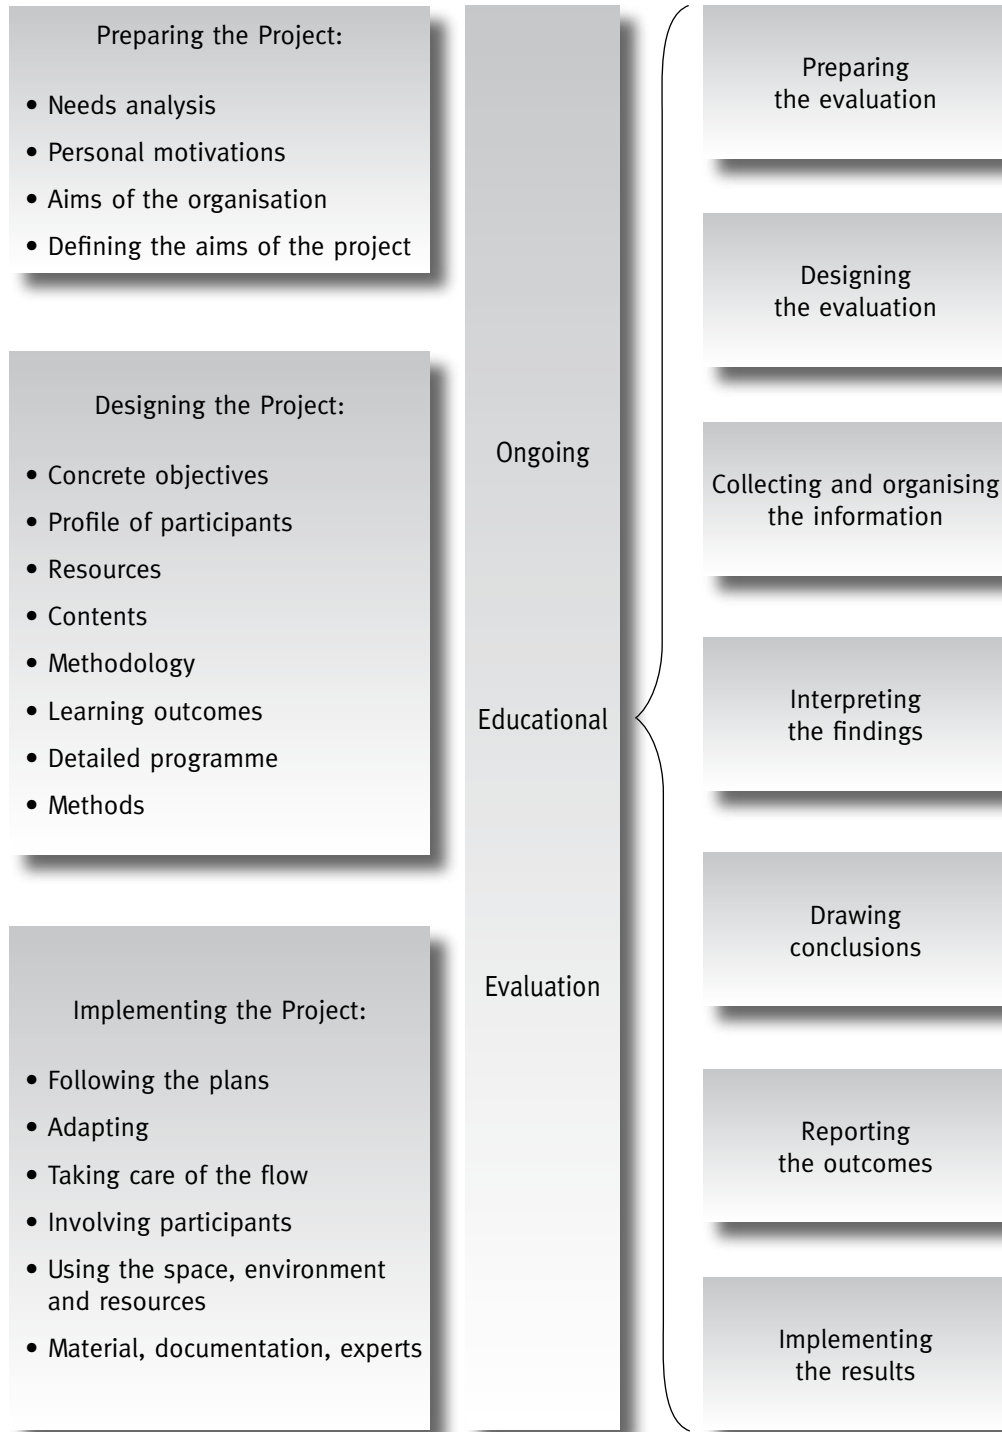 Preparing the Project:
• Needs analysis
• Personal motivations
• Aims of the organisation
• Defining the aims of the project
Designing the Project:
• Concrete objectives
• Profile of participants
• Resources
• Contents
• Methodology
• Learning outcomes
• Detailed programme
• Methods
Implementing the Project:
• Following the plans
• Adapting
• Taking care of the flow
• Involving participants
• Using the space, environment
and resources
• Material, documentation, experts
Ongoing
Educational
Evaluation
Preparing
the evaluation
Designing
the evaluation
Collecting and organising
the information
Interpreting
the findings
Drawing
conclusions
Reporting
the outcomes
Implementing
the results